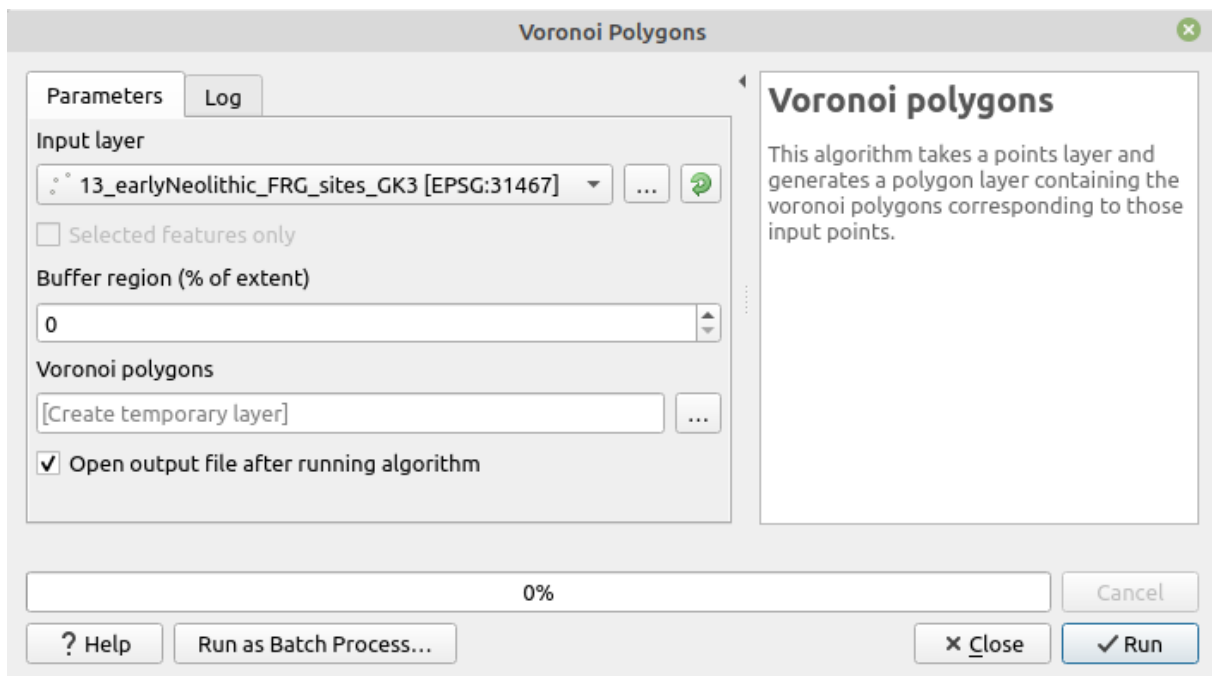 Voronoi Polygons
Parameters
Log
Input layer
13_earlyNeolithic_FRG_sites_GK3 [EPSG:31467]
...
Selected features only
Buffer region (% of extent)
0
Voronoi polygons
[Create temporary layer]
...
Open output file after running algorithm
Voronoi polygons
This algorithm takes a points layer and
generates a polygon layer containing the
voronoi polygons corresponding to those
input points.
0%
Cancel
? Help
Run as Batch Process...
Close
Run